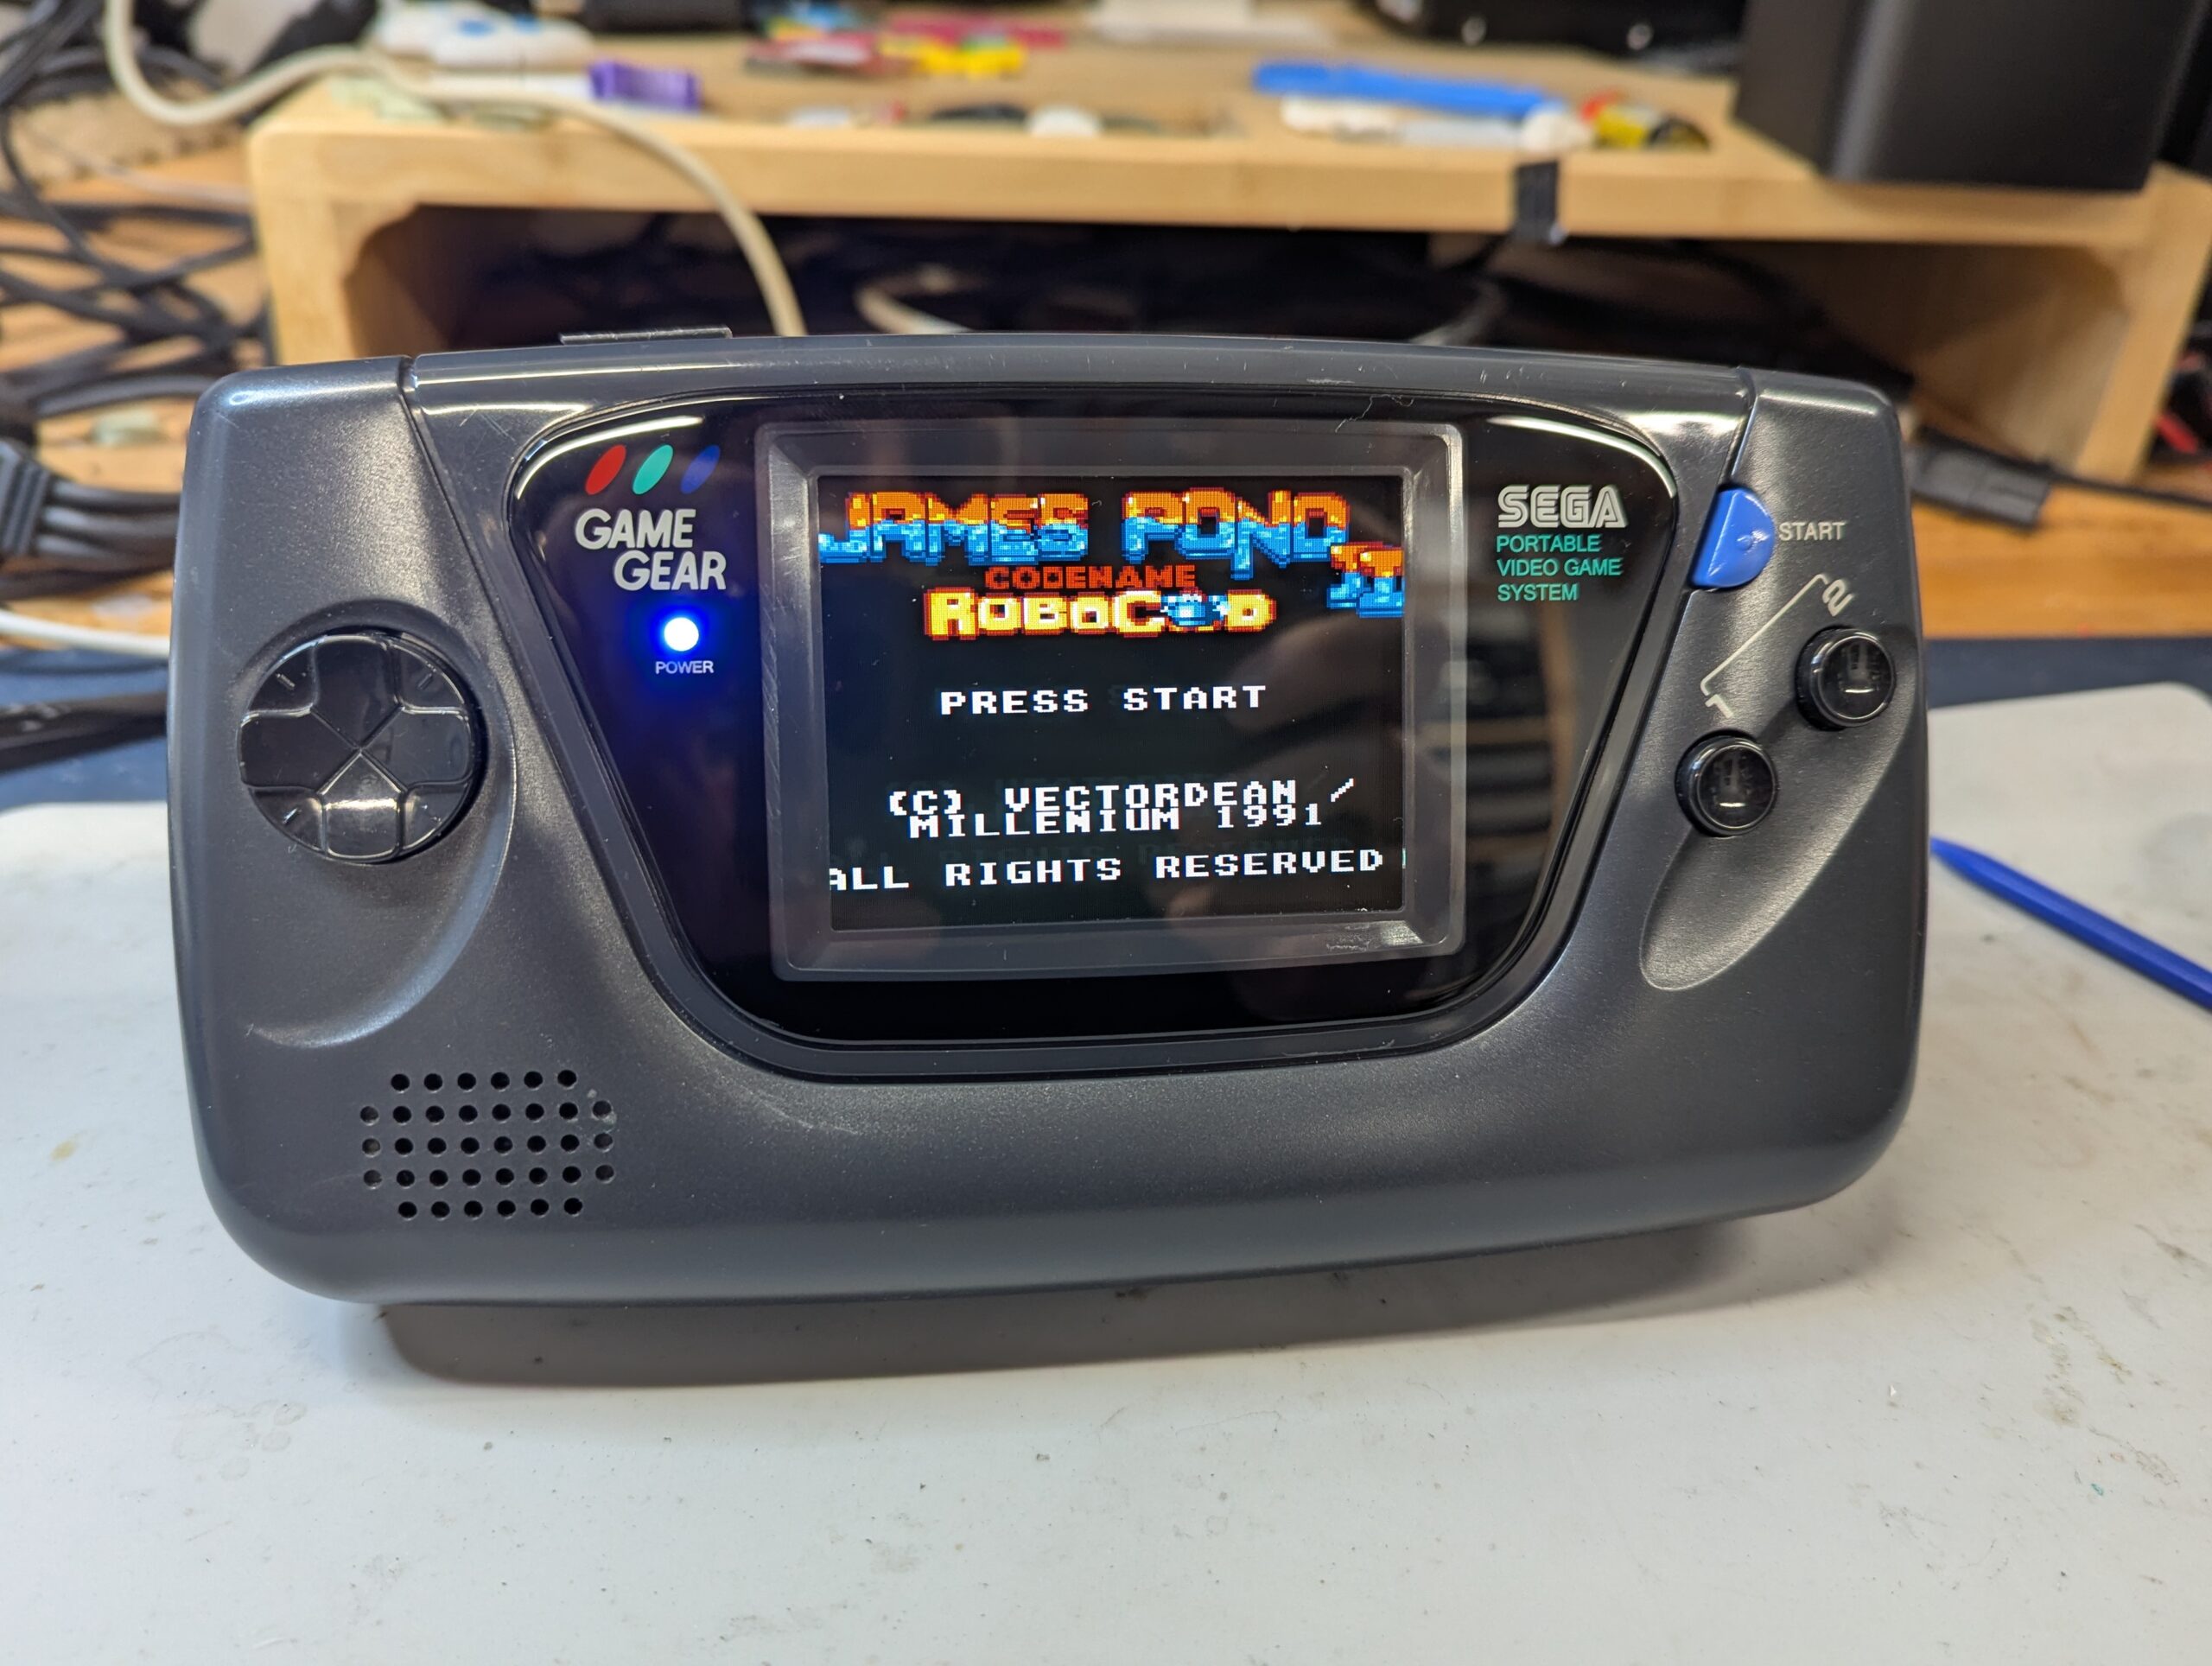 GAME
GEAR
POWER
JAMES POND
II
CODENAME
ROBOCOD
PRESS START
(C) VECTORDEAN /
MILLENIUM 1991
ALL RIGHTS RESERVED
SEGA
PORTABLE
VIDEO GAME
SYSTEM
START
2
1